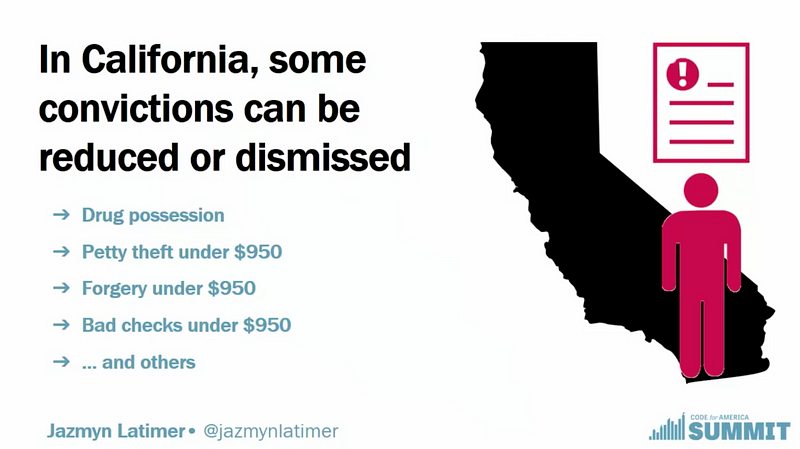 In California, some
convictions can be
reduced or dismissed
→ Drug possession
→ Petty theft under $950
→ Forgery under $950
→ Bad checks under $950
→ ... and others
!
Jazmyn Latimer• @jazmynlatimer
CODE for AMERICA
SUMMIT